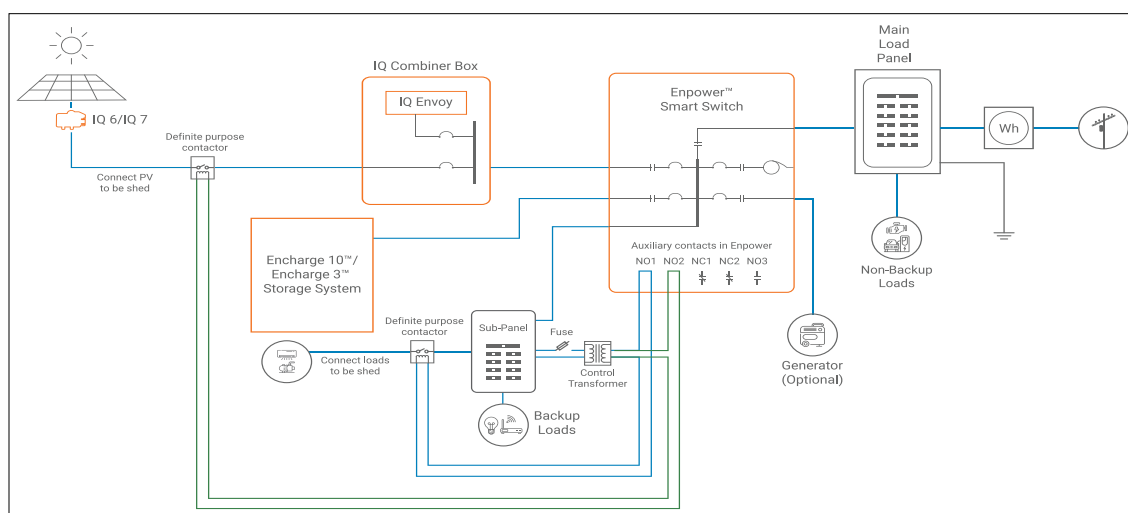 Main
Load
Panel
IQ Combiner Box
Enpower™
Smart Switch
IQ Envoy
IQ 6/IQ 7
Wh
Definite purpose
contactor
Connect PV
to be shed
Encharge 10™/
Encharge 3™
Storage System
Auxiliary contacts in Enpower
NO1 NO2 NC1 NC2 NO3
Non-Backup
Loads
Definite purpose
contactor
Sub-Panel
Fuse
Connect loads
to be shed
Control
Transformer
Generator
(Optional)
Backup
Loads